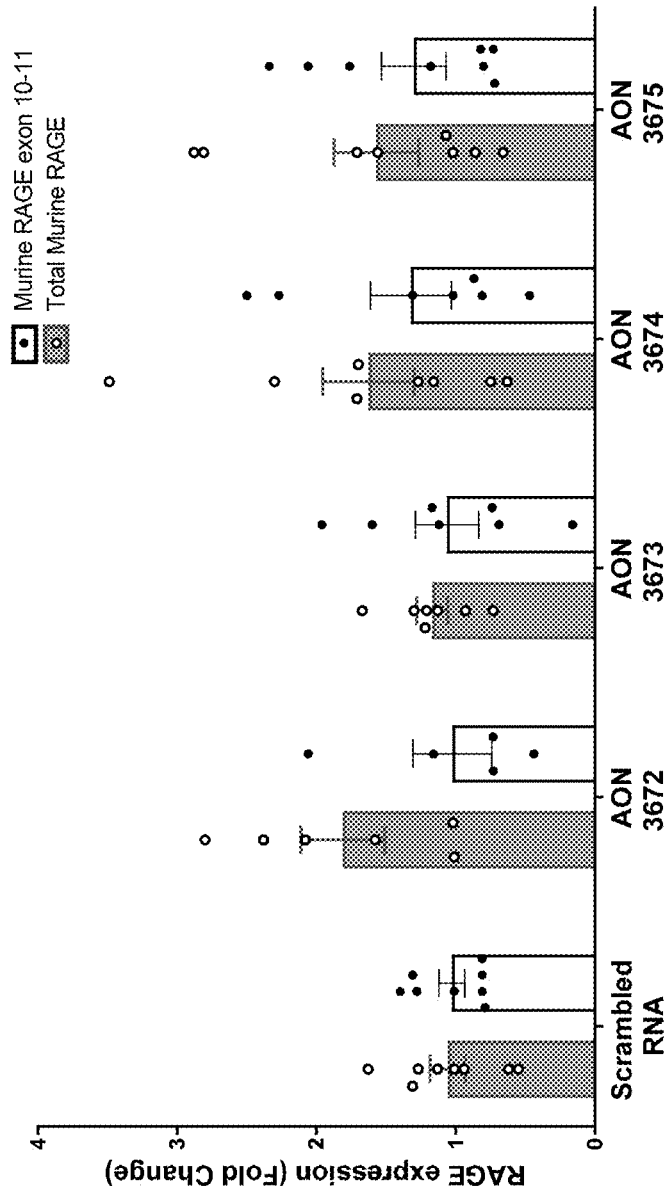 Murine RAGE exon 10-11
Total Murine RAGE
RAGE expression (Fold Change)
4
3
2
1
0
Scrambled
RNA
AON
3672
AON
3673
AON
3674
AON
3675